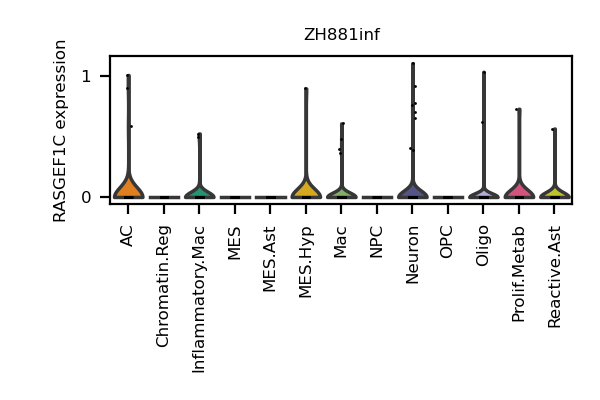 ZH881inf
RASGEF1C expression
1
0
AC
Chromatin.Reg
Inflammatory.Mac
MES
MES.Ast
MES.Hyp
Mac
NPC
Neuron
OPC
Oligo
Prolif.Metab
Reactive.Ast